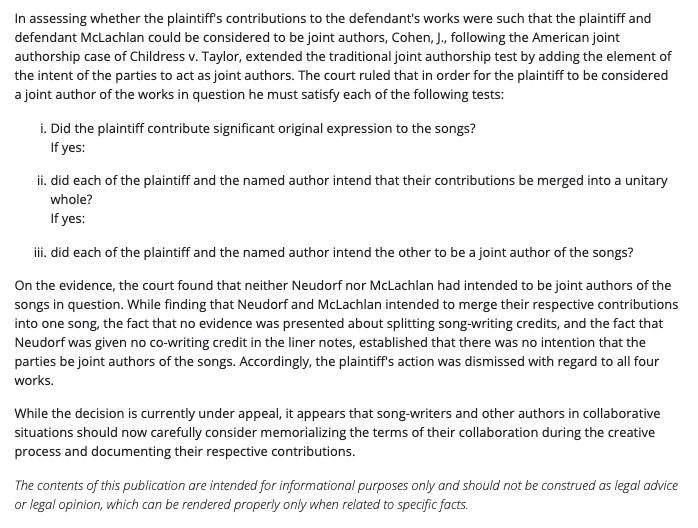 In assessing whether the plaintiff's contributions to the defendant's works were such that the plaintiff and
defendant McLachlan could be considered to be joint authors, Cohen, J., following the American joint
authorship case of Childress v. Taylor, extended the traditional joint authorship test by adding the element of
the intent of the parties to act as joint authors. The court ruled that in order for the plaintiff to be considered
a joint author of the works in question he must satisfy each of the following tests:
i. Did the plaintiff contribute significant original expression to the songs?
If yes:
ii. did each of the plaintiff and the named author intend that their contributions be merged into a unitary
whole?
If yes:
iii. did each of the plaintiff and the named author intend the other to be a joint author of the songs?
On the evidence, the court found that neither Neudorf nor McLachlan had intended to be joint authors of the
songs in question. While finding that Neudorf and McLachlan intended to merge their respective contributions
into one song, the fact that no evidence was presented about splitting song-writing credits, and the fact that
Neudorf was given no co-writing credit in the liner notes, established that there was no intention that the
parties be joint authors of the songs. Accordingly, the plaintiff's action was dismissed with regard to all four
works.
While the decision is currently under appeal, it appears that song-writers and other authors in collaborative
situations should now carefully consider memorializing the terms of their collaboration during the creative
process and documenting their respective contributions.
The contents of this publication are intended for informational purposes only and should not be construed as legal advice
or legal opinion, which can be rendered properly only when related to specific facts.